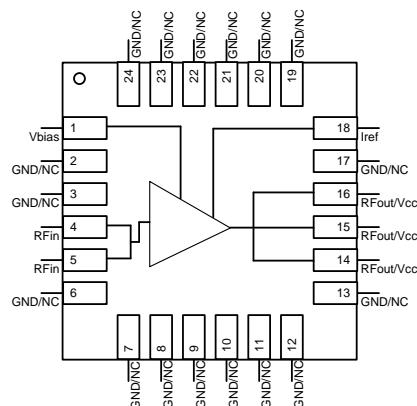 GND/NC GND/NC GND/NC GND/NC GND/NC GND/NC
24 23 22 21 20 19
Vbias 1 18 Iref
GND/NC 2 17 GND/NC
GND/NC 3 16 RFout/Vcc
RFin 4 15 RFout/Vcc
RFin 5 14 RFout/Vcc
GND/NC 6 13 GND/NC
7 8 9 10 11 12
GND/NC GND/NC GND/NC GND/NC GND/NC GND/NC